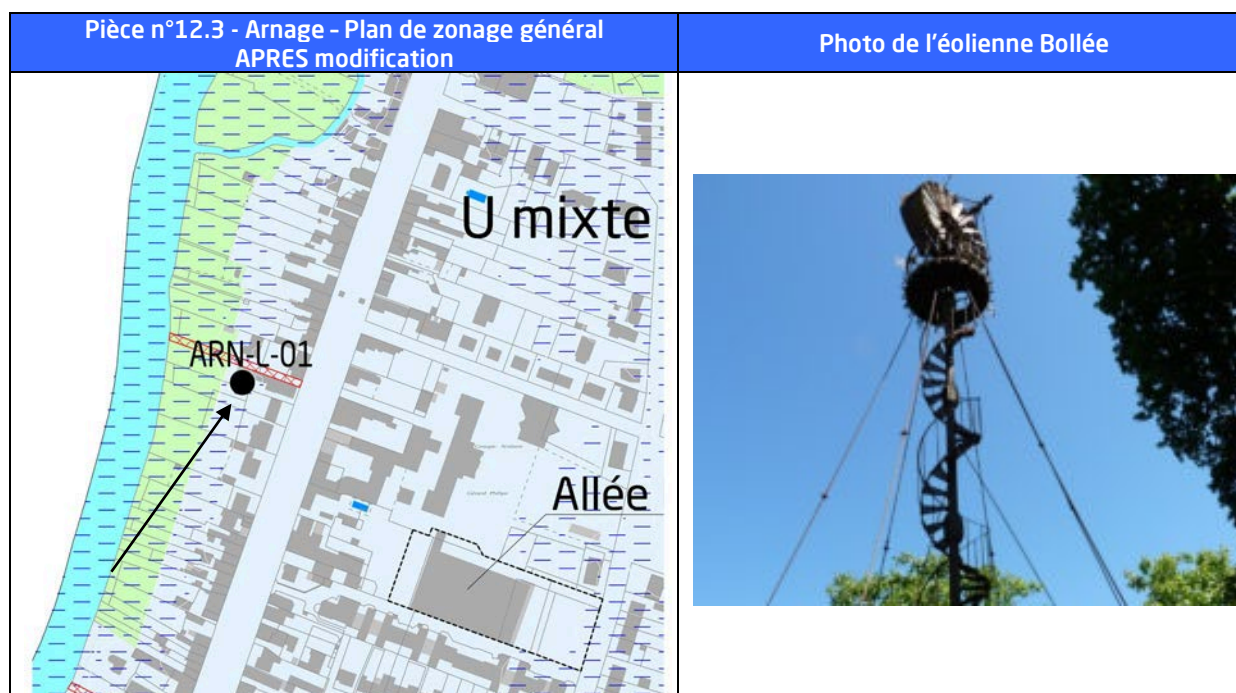 Pièce n°12.3 - Arnage – Plan de zonage général
APRES modification
Photo de l'éolienne Bollée
U mixte
ARN-L-01
Allée